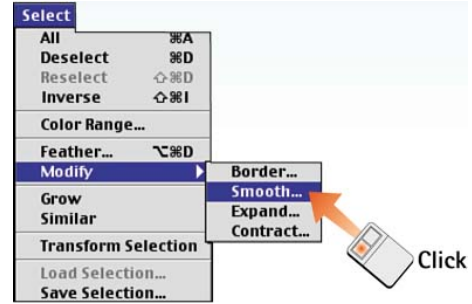 Select
All ⌘A
Deselect ⌘D
Reselect ⇧⌘D
Inverse ⇧⌘I
Color Range...
Feather... ⌥⌘D
Modify
Border...
Smooth...
Expand...
Contract...
Grow
Similar
Transform Selection
Load Selection...
Save Selection...
Click